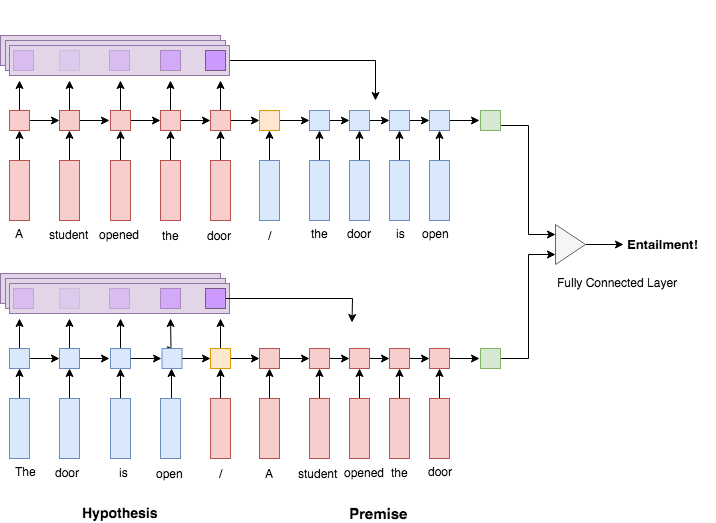 A student opened the door / the door is open
Entailment!
Fully Connected Layer
The door is open / A student opened the door
Hypothesis Premise